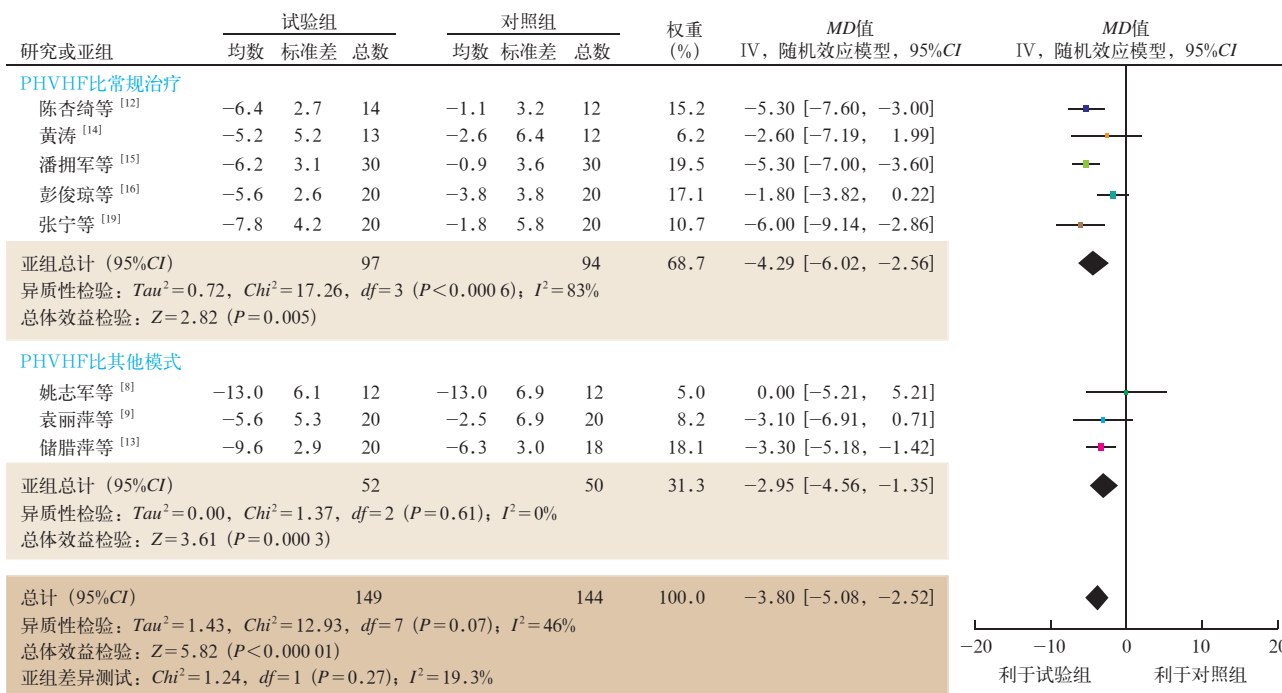 试验组 对照组 权重 MD值 MD值
研究或亚组 均数 标准差 总数 均数 标准差 总数 (%) IV，随机效应模型，95%CI IV，随机效应模型，95%CI
PHVHF比常规治疗
陈杏绮等 [12] −6.4 2.7 14 −1.1 3.2 12 15.2 −5.30 [−7.60，−3.00]
黄涛 [14] −5.2 5.2 13 −2.6 6.4 12 6.2 −2.60 [−7.19，1.99]
潘拥军等 [15] −6.2 3.1 30 −0.9 3.6 30 19.5 −5.30 [−7.00，−3.60]
彭俊琼等 [16] −5.6 2.6 20 −3.8 3.8 20 17.1 −1.80 [−3.82，0.22]
张宁等 [19] −7.8 4.2 20 −1.8 5.8 20 10.7 −6.00 [−9.14，−2.86]
亚组总计（95%CI） 97 94 68.7 −4.29 [−6.02，−2.56]
异质性检验：Tau²=0.72，Chi²=17.26，df=3（P<0.000 6）；I²=83%
总体效益检验：Z=2.82（P=0.005）
PHVHF比其他模式
姚志军等 [8] −13.0 6.1 12 −13.0 6.9 12 5.0 0.00 [−5.21，5.21]
袁丽萍等 [9] −5.6 5.3 20 −2.5 6.9 20 8.2 −3.10 [−6.91，0.71]
储腊萍等 [13] −9.6 2.9 20 −6.3 3.0 18 18.1 −3.30 [−5.18，−1.42]
亚组总计（95%CI） 52 50 31.3 −2.95 [−4.56，−1.35]
异质性检验：Tau²=0.00，Chi²=1.37，df=2（P=0.61）；I²=0%
总体效益检验：Z=3.61（P=0.000 3）
总计（95%CI） 149 144 100.0 −3.80 [−5.08，−2.52]
异质性检验：Tau²=1.43，Chi²=12.93，df=7（P=0.07）；I²=46%
总体效益检验：Z=5.82（P<0.000 01）
亚组差异测试：Chi²=1.24，df=1（P=0.27）；I²=19.3%
−20 −10 0 10 20
利于试验组 利于对照组